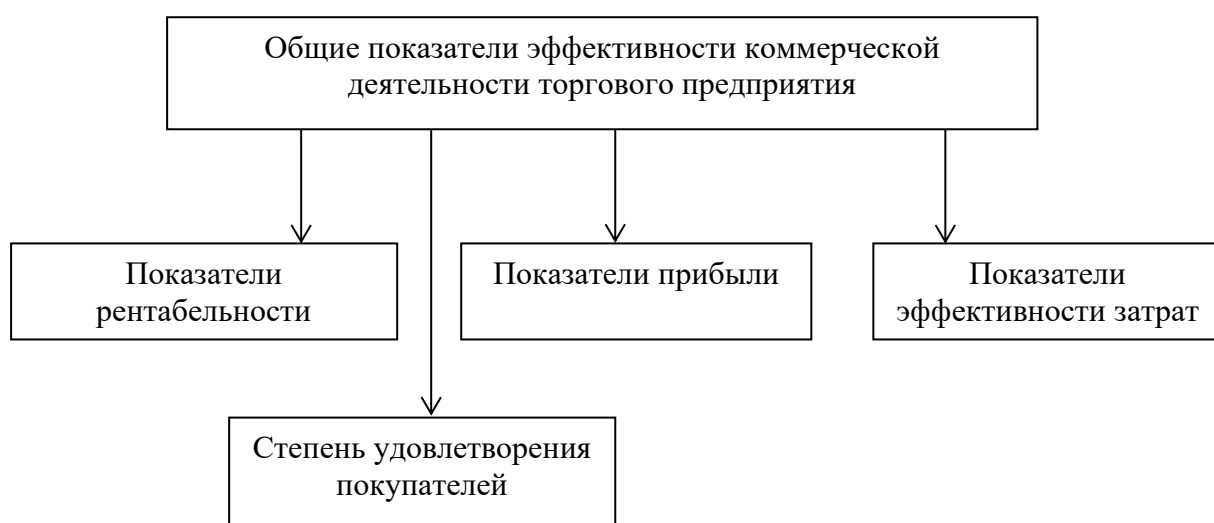 Общие показатели эффективности коммерческой
деятельности торгового предприятия
Показатели
рентабельности
Показатели прибыли
Показатели
эффективности затрат
Степень удовлетворения
покупателей